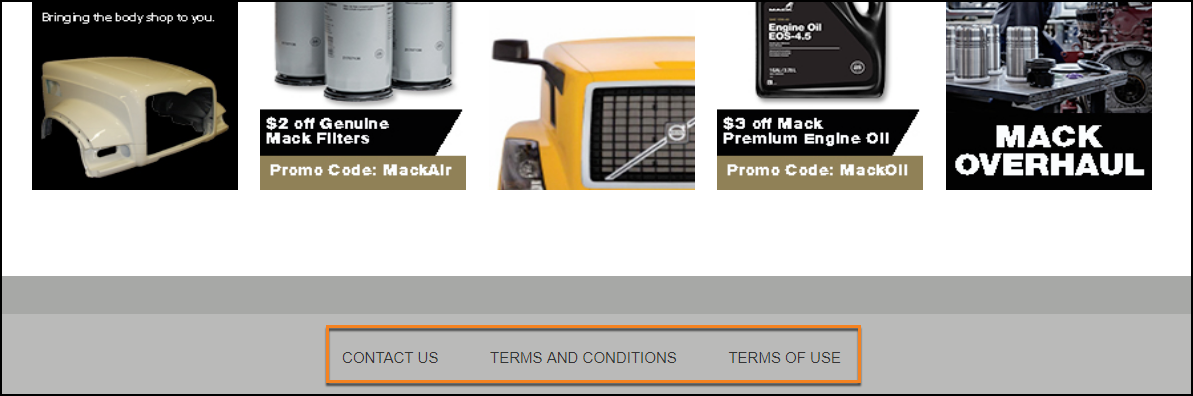 Bringing the body shop to you.
$2 off Genuine
Mack Filters
Promo Code: MackAir
MACK
Engine Oil
EOS-4.5
$3 off Mack
Premium Engine Oil
Promo Code: MackOil
MACK
OVERHAUL
CONTACT US
TERMS AND CONDITIONS
TERMS OF USE